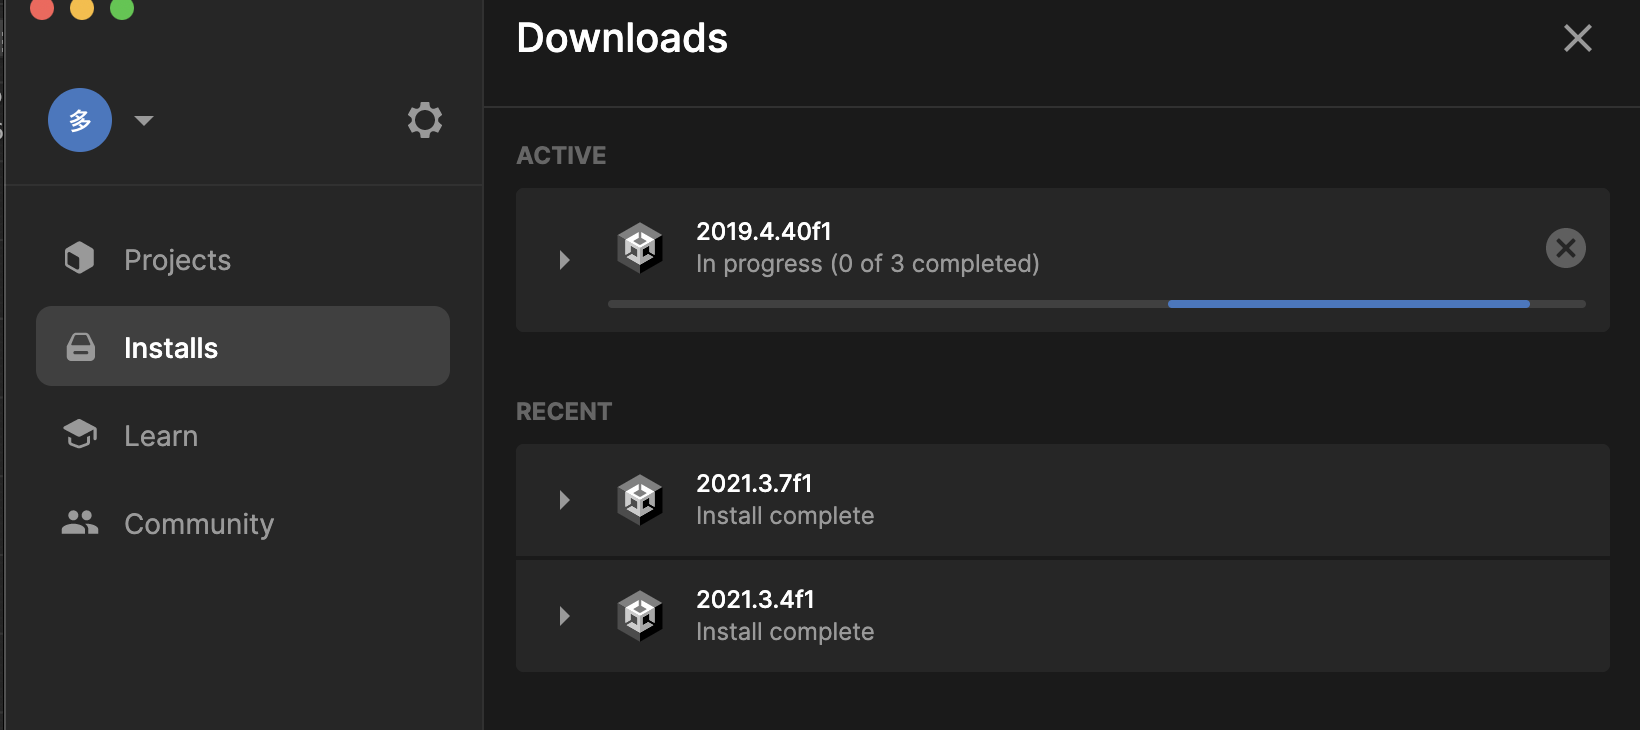 Downloads
多
ACTIVE
2019.4.40f1
In progress (0 of 3 completed)
Projects
Installs
Learn
Community
RECENT
2021.3.7f1
Install complete
2021.3.4f1
Install complete